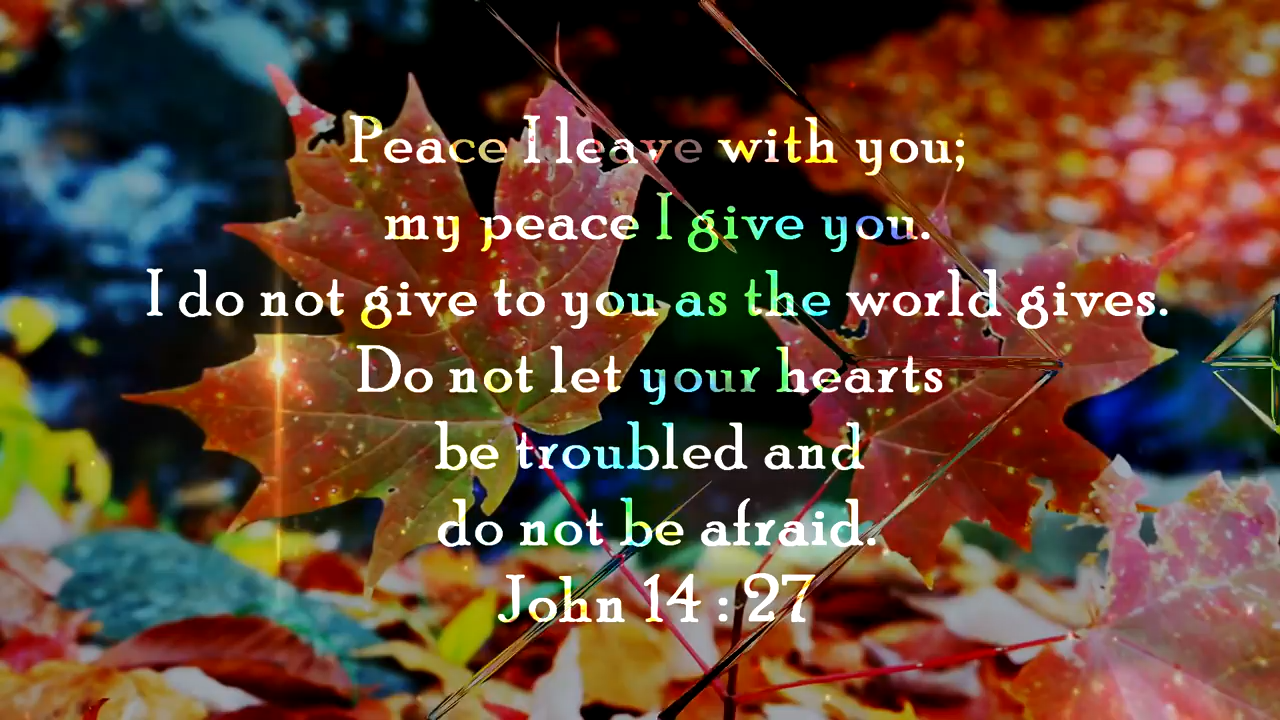 Peace I leave with you;
my peace I give you.
I do not give to you as the world gives.
Do not let your hearts
be troubled and
do not be afraid.
John 14 : 27